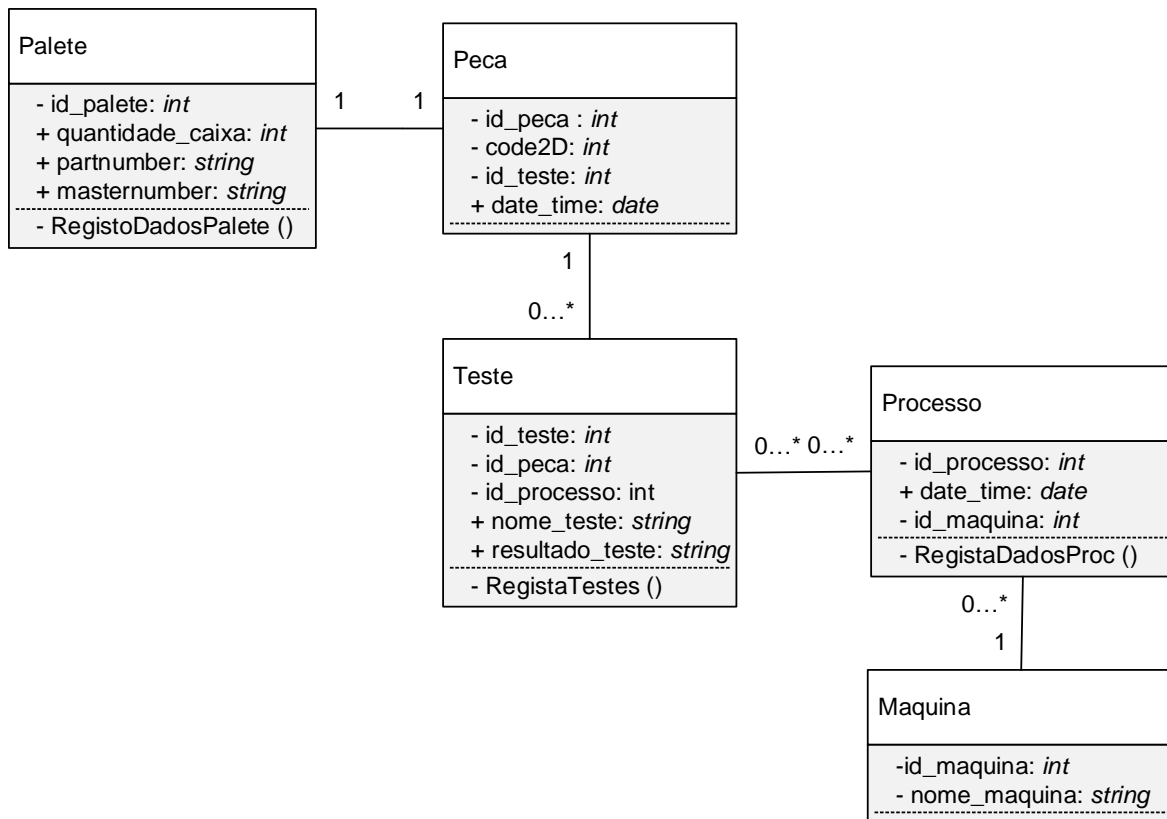 Palete
- id_palete: int
+ quantidade_caixa: int
+ partnumber: string
+ masternumber: string
- RegistoDadosPalete ()
1 1
Peca
- id_peca : int
- code2D: int
- id_teste: int
+ date_time: date
1
0...*
Teste
- id_teste: int
- id_peca: int
- id_processo: int
+ nome_teste: string
+ resultado_teste: string
- RegistaTestes ()
0...* 0...*
Processo
- id_processo: int
+ date_time: date
- id_maquina: int
- RegistaDadosProc ()
0...*
1
Maquina
-id_maquina: int
- nome_maquina: string